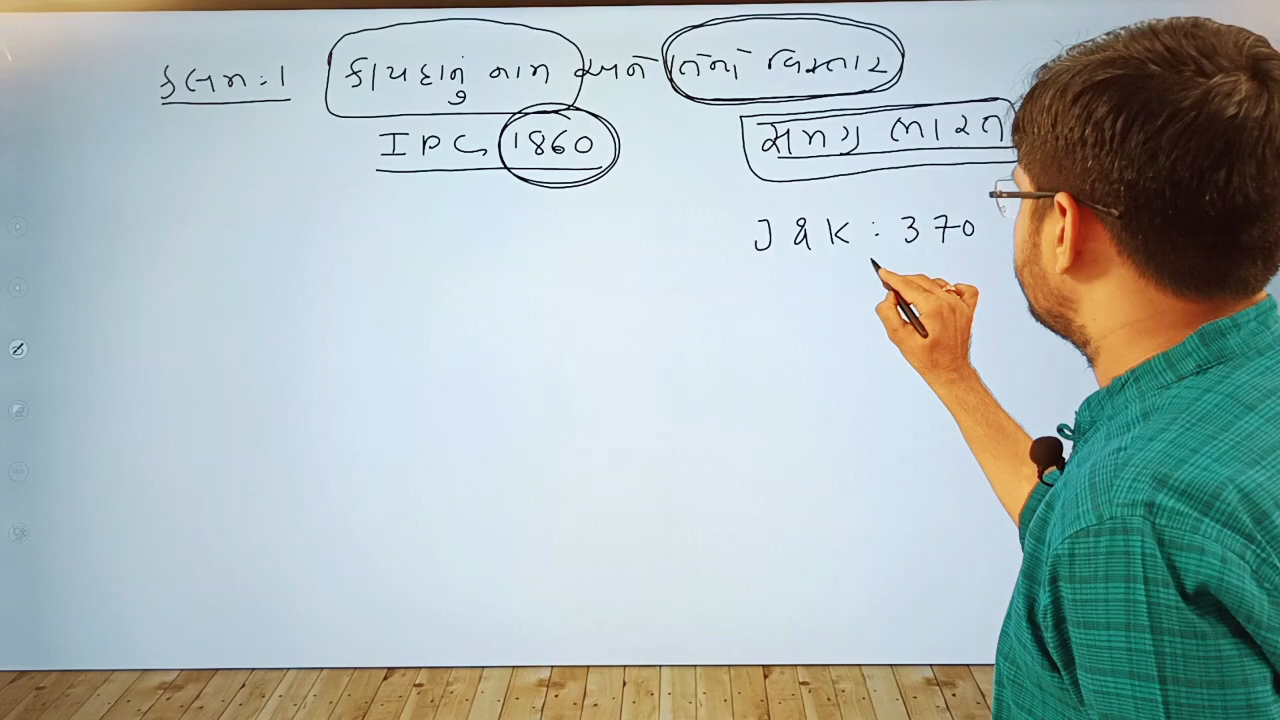 કલમ : 1 કાયદાનું નામ અને તેનો વિસ્તાર
IPC 1860 સમગ્ર ભારત
J & K : 370